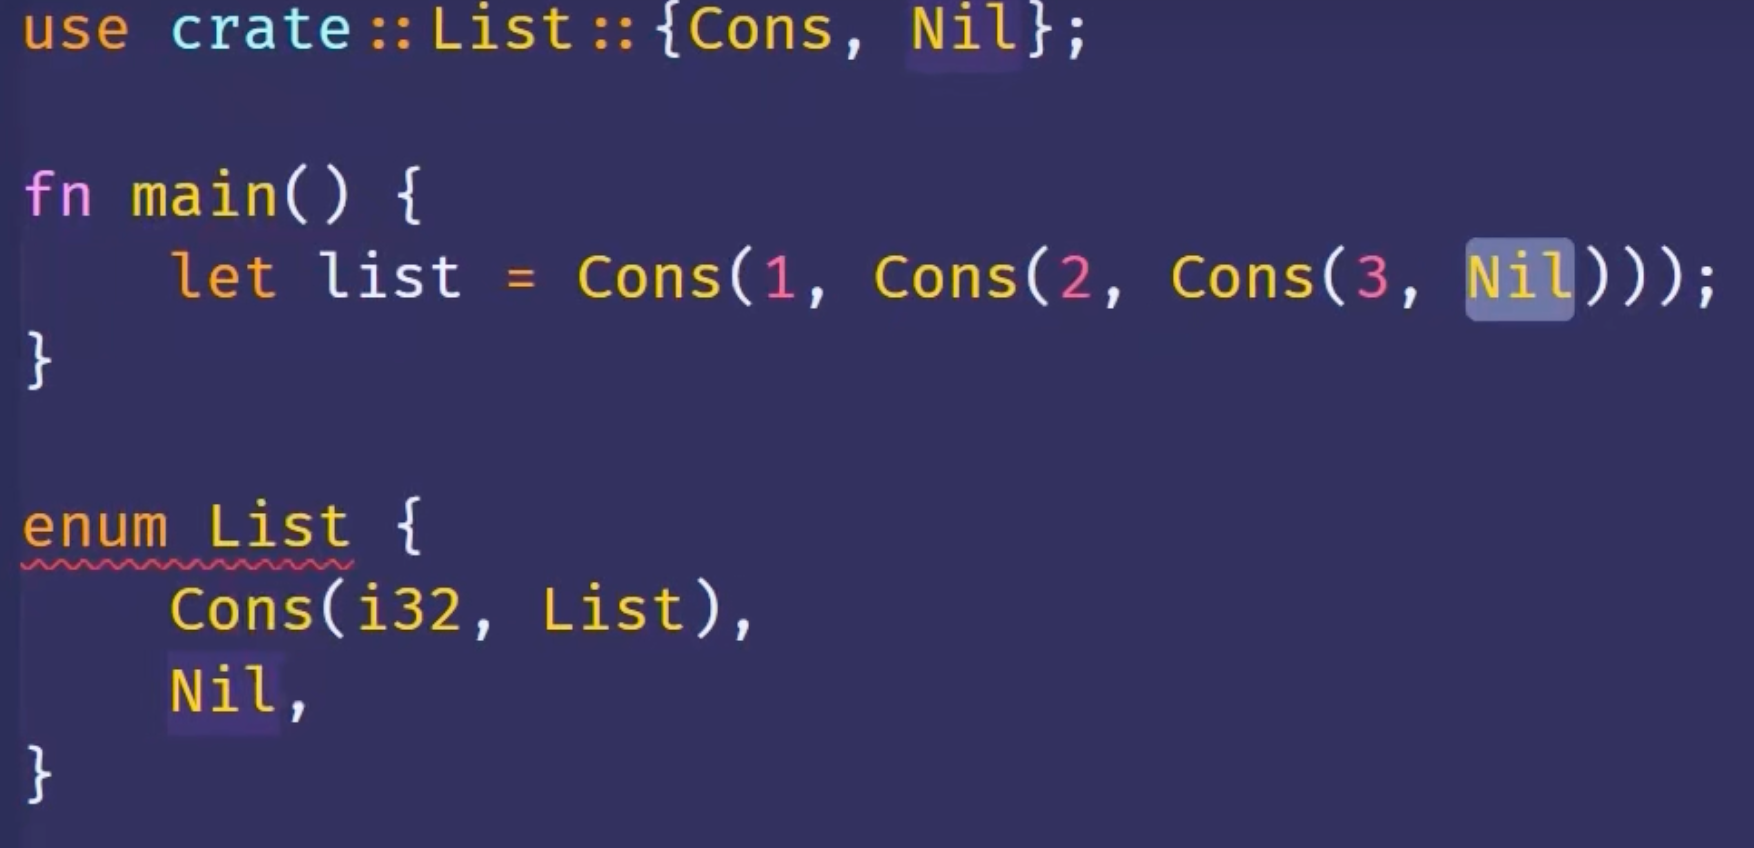 use crate::List::{Cons, Nil};
fn main() {
    let list = Cons(1, Cons(2, Cons(3, Nil)));
}
enum List {
    Cons(i32, List),
    Nil,
}